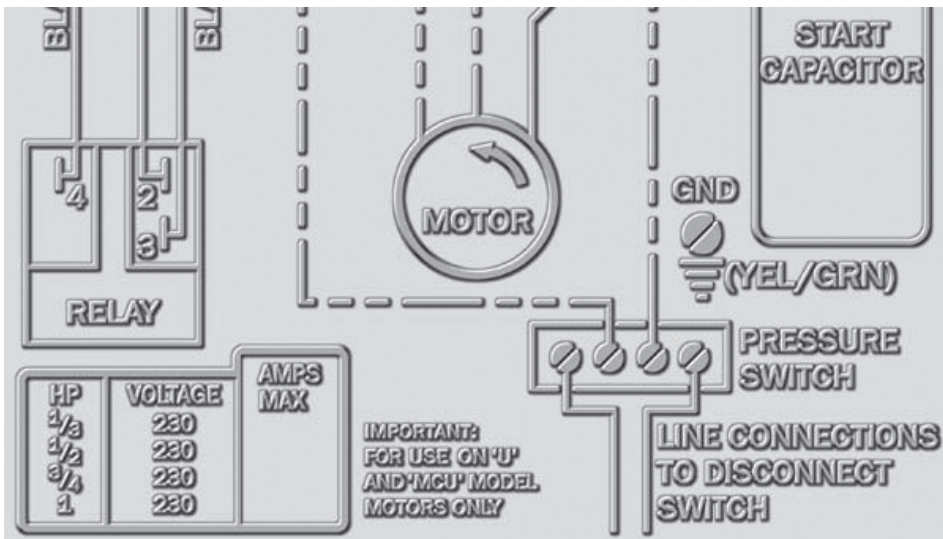 BLA
BLA
START
CAPACITOR
4
2
3
MOTOR
GND
(YEL/GRN)
RELAY
PRESSURE
SWITCH
HP VOLTAGE AMPS
MAX
1/3 230
1/2 230
3/4 230
1 230
IMPORTANT:
FOR USE ON 'U'
AND 'MCU' MODEL
MOTORS ONLY
LINE CONNECTIONS
TO DISCONNECT
SWITCH